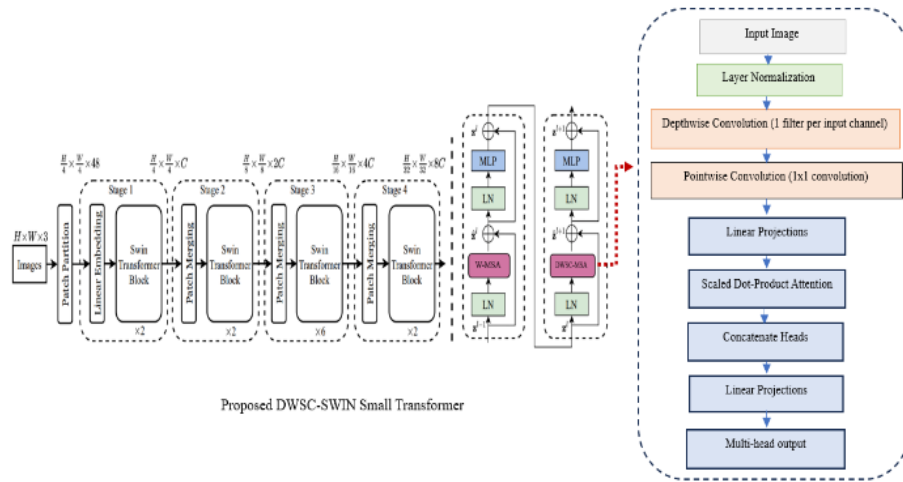 Input Image
Layer Normalization
Depthwise Convolution (1 filter per input channel)
Pointwise Convolution (1x1 convolution)
Linear Projections
Scaled Dot-Product Attention
Concatenate Heads
Linear Projections
Multi-head output
H×W×3
Images
Patch Partition
H/4 × W/4 × 48
Stage 1
Linear Embedding
Swin
Transformer
Block
×2
H/4 × W/4 × C
Stage 2
Patch Merging
Swin
Transformer
Block
×2
H/8 × W/8 × 2C
Stage 3
Patch Merging
Swin
Transformer
Block
×6
H/16 × W/16 × 4C
Stage 4
Patch Merging
Swin
Transformer
Block
×2
H/32 × W/32 × 8C
MLP
LN
W-MSA
LN
MLP
LN
DWSC-MSA
LN
Proposed DWSC-SWIN Small Transformer